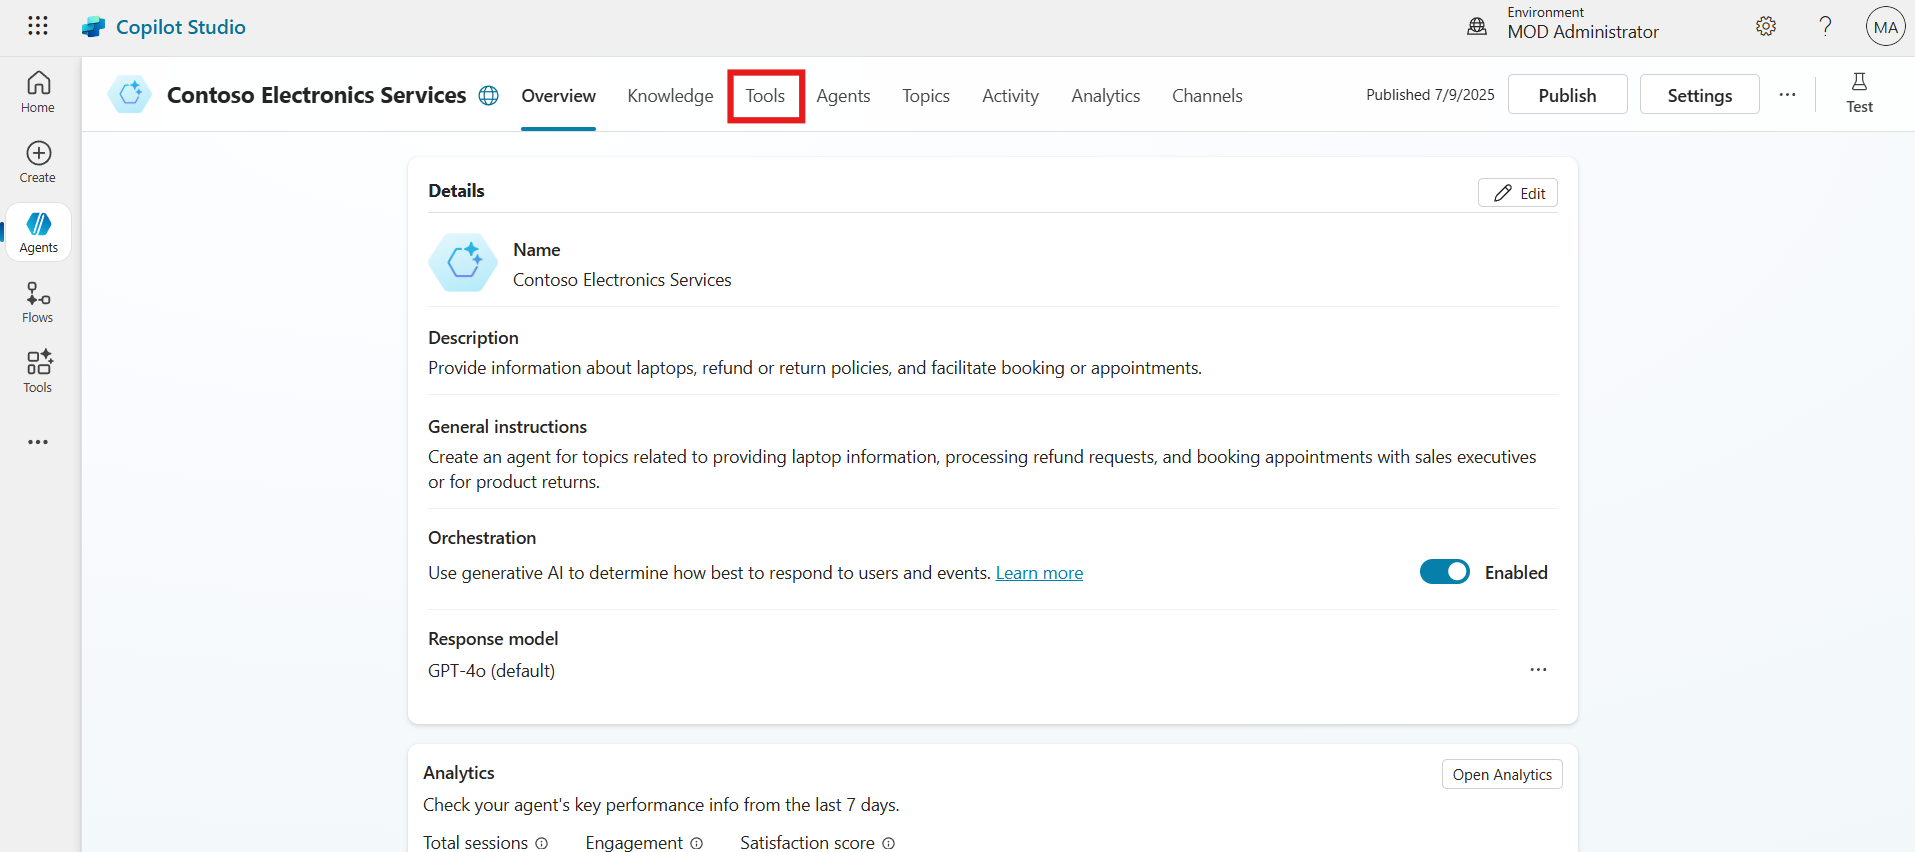 Copilot Studio
Environment
MOD Administrator
?
MA
Home
Create
Agents
Flows
Tools
Contoso Electronics Services
Overview
Knowledge
Tools
Agents
Topics
Activity
Analytics
Channels
Published 7/9/2025
Publish
Settings
Test
Details
Edit
Name
Contoso Electronics Services
Description
Provide information about laptops, refund or return policies, and facilitate booking or appointments.
General instructions
Create an agent for topics related to providing laptop information, processing refund requests, and booking appointments with sales executives
or for product returns.
Orchestration
Use generative AI to determine how best to respond to users and events. Learn more
Enabled
Response model
GPT-4o (default)
Analytics
Open Analytics
Check your agent's key performance info from the last 7 days.
Total sessions
Engagement
Satisfaction score